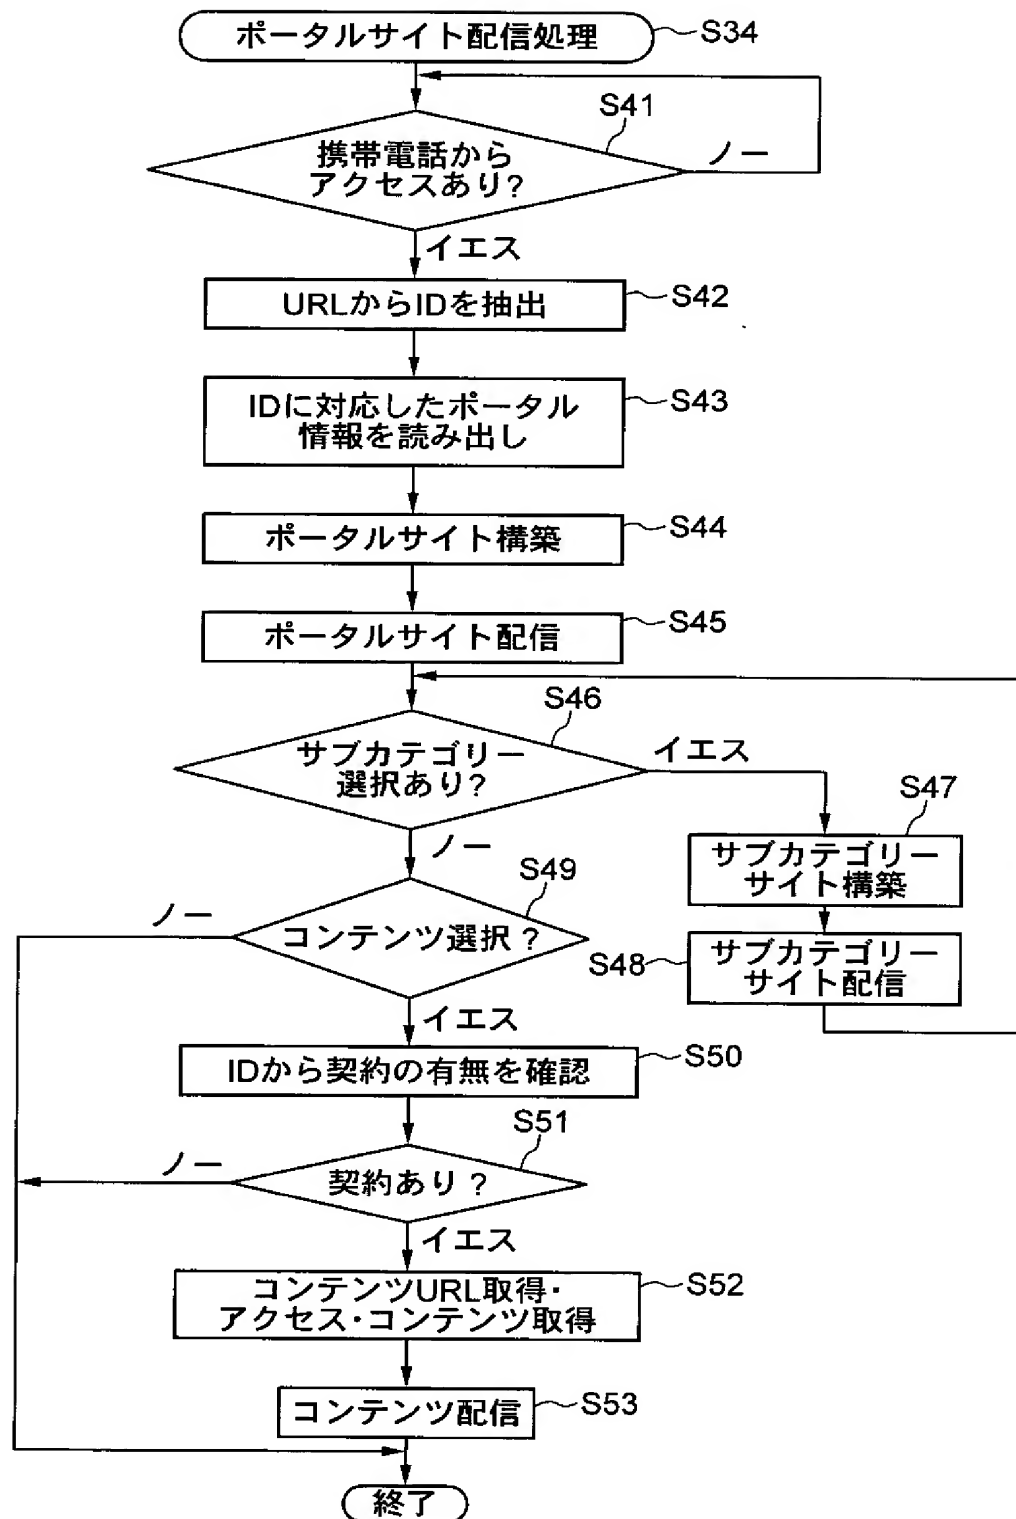 ポータルサイト配信処理
S34
S41
携帯電話から
アクセスあり?
ノー
イエス
URLからIDを抽出
S42
IDに対応したポータル
情報を読み出し
S43
ポータルサイト構築
S44
ポータルサイト配信
S45
S46
サブカテゴリー
選択あり?
イエス
ノー
S47
サブカテゴリー
サイト構築
S48
サブカテゴリー
サイト配信
S49
ノー
コンテンツ選択?
イエス
IDから契約の有無を確認
S50
S51
ノー
契約あり?
イエス
コンテンツURL取得・
アクセス・コンテンツ取得
S52
コンテンツ配信
S53
終了